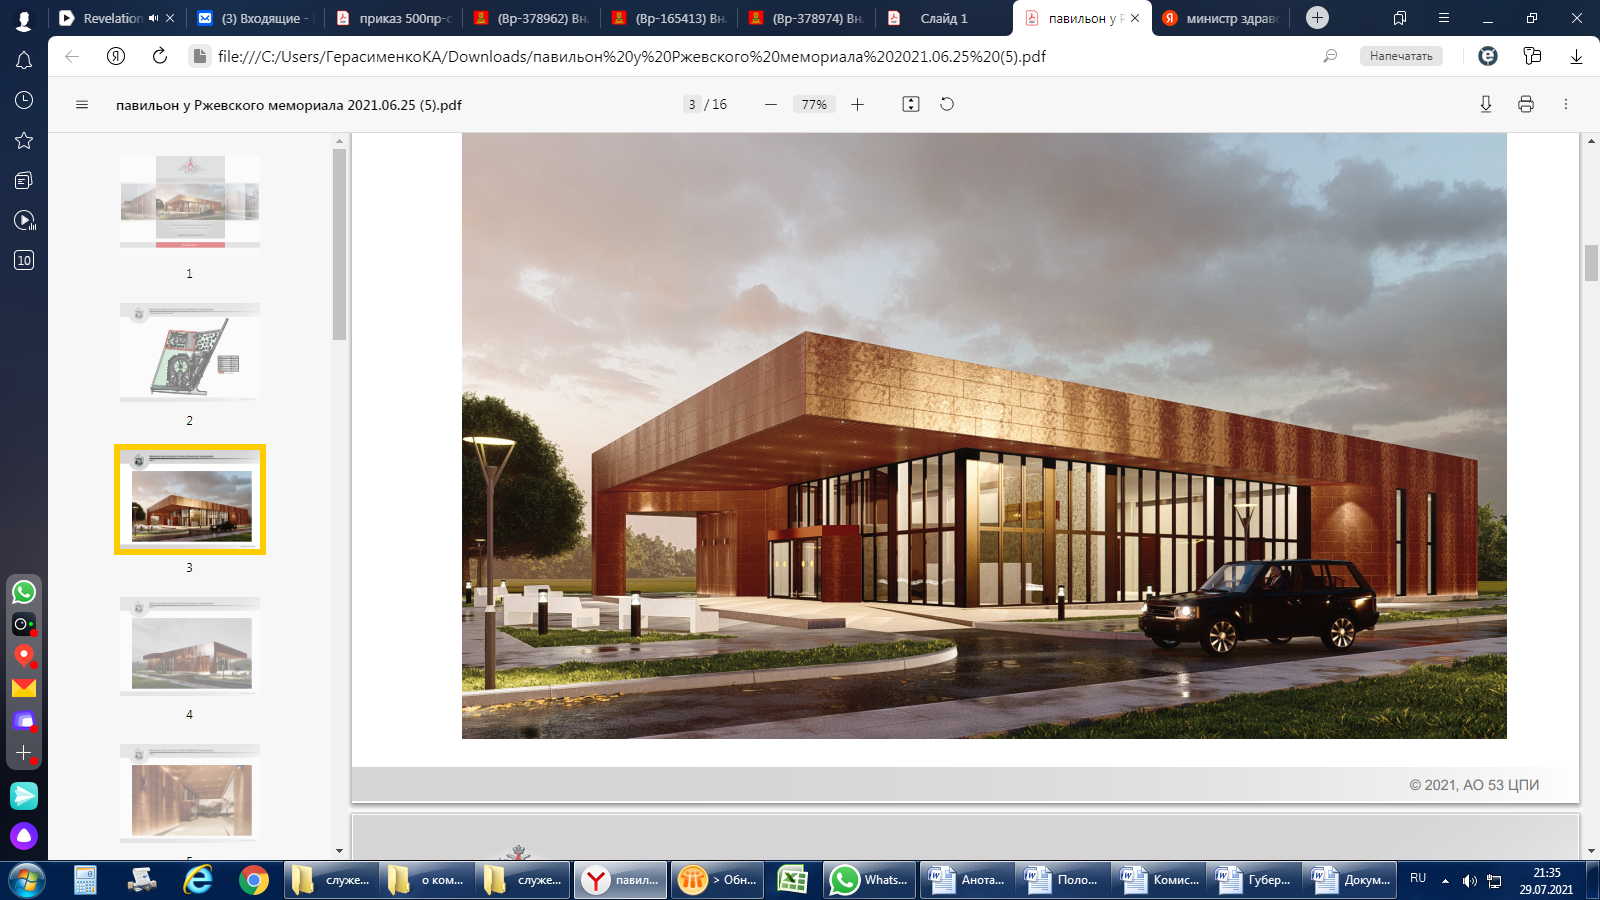 Revelation
(3) Входящие -
приказ 500пр-с
(Вр-378962) Вн.
(Вр-165413) Вн.
(Вр-378974) Вн.
Слайд 1
павильон у Р
министр здрав
file:///C:/Users/ГерасименкоКА/Downloads/павильон%20у%20Ржевского%20мемориала%202021.06.25%20(5).pdf
Напечатать
павильон у Ржевского мемориала 2021.06.25 (5).pdf
3 / 16
77%
10
1
2
3
4
5
© 2021, АО 53 ЦПИ
служе...
о ком...
служе...
павил...
> Обн...
Whats...
Анота...
Поло...
Комис...
Губер...
Докум...
RU
21:35
29.07.2021